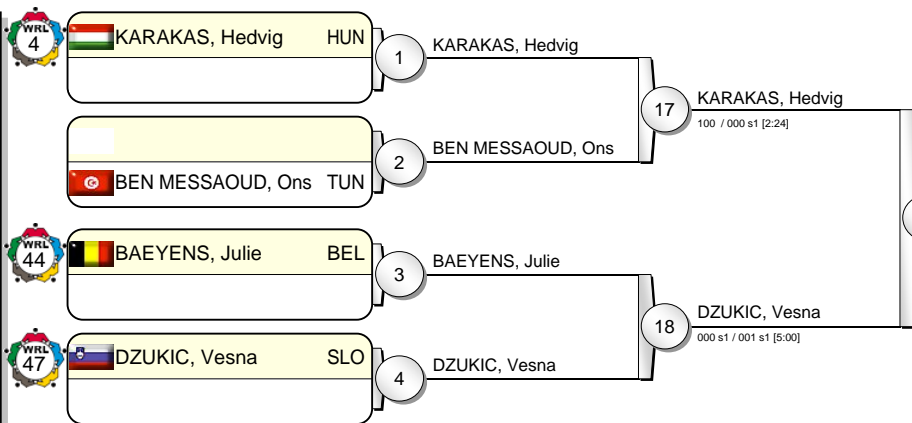 WRL
4
KARAKAS, Hedvig HUN
1
KARAKAS, Hedvig
17
KARAKAS, Hedvig
100 / 000 s1 [2:24]
BEN MESSAOUD, Ons TUN
2
BEN MESSAOUD, Ons
WRL
44
BAEYENS, Julie BEL
3
BAEYENS, Julie
18
DZUKIC, Vesna
000 s1 / 001 s1 [5:00]
WRL
47
DZUKIC, Vesna SLO
4
DZUKIC, Vesna